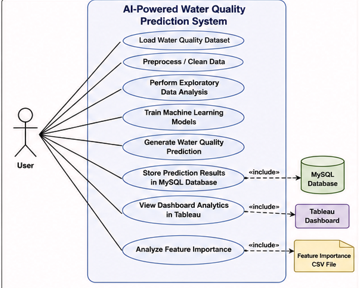 AI-Powered Water Quality
Prediction System
Load Water Quality Dataset
Preprocess / Clean Data
Perform Exploratory
Data Analysis
Train Machine Learning
Models
Generate Water Quality
Prediction
User
Store Prediction Results
in MySQL Database
«include»
MySQL
Database
View Dashboard Analytics
in Tableau
«include»
Tableau
Dashboard
Analyze Feature Importance
«include»
Feature Importance
CSV File